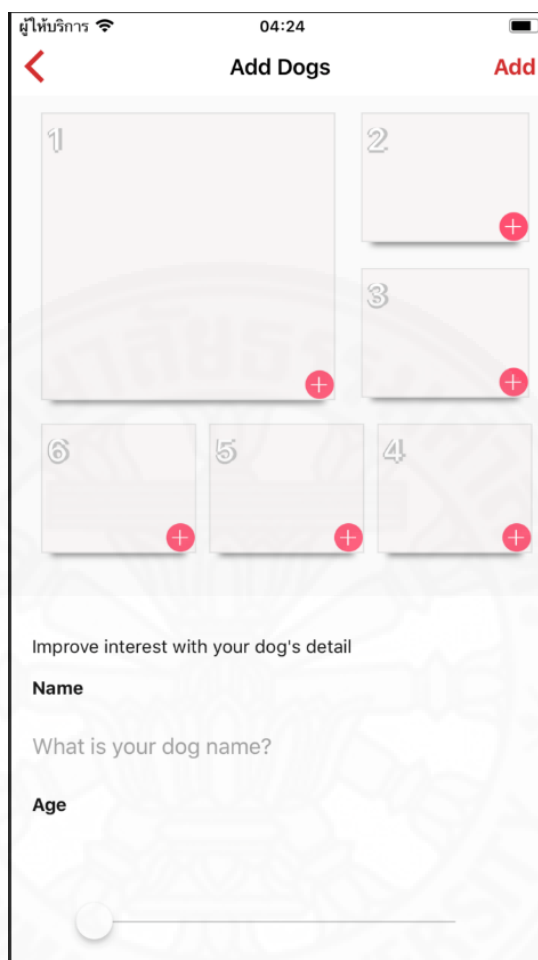 ผู้ให้บริการ 04:24
Add Dogs Add
1 2
3
6 5 4
Improve interest with your dog's detail
Name
What is your dog name?
Age